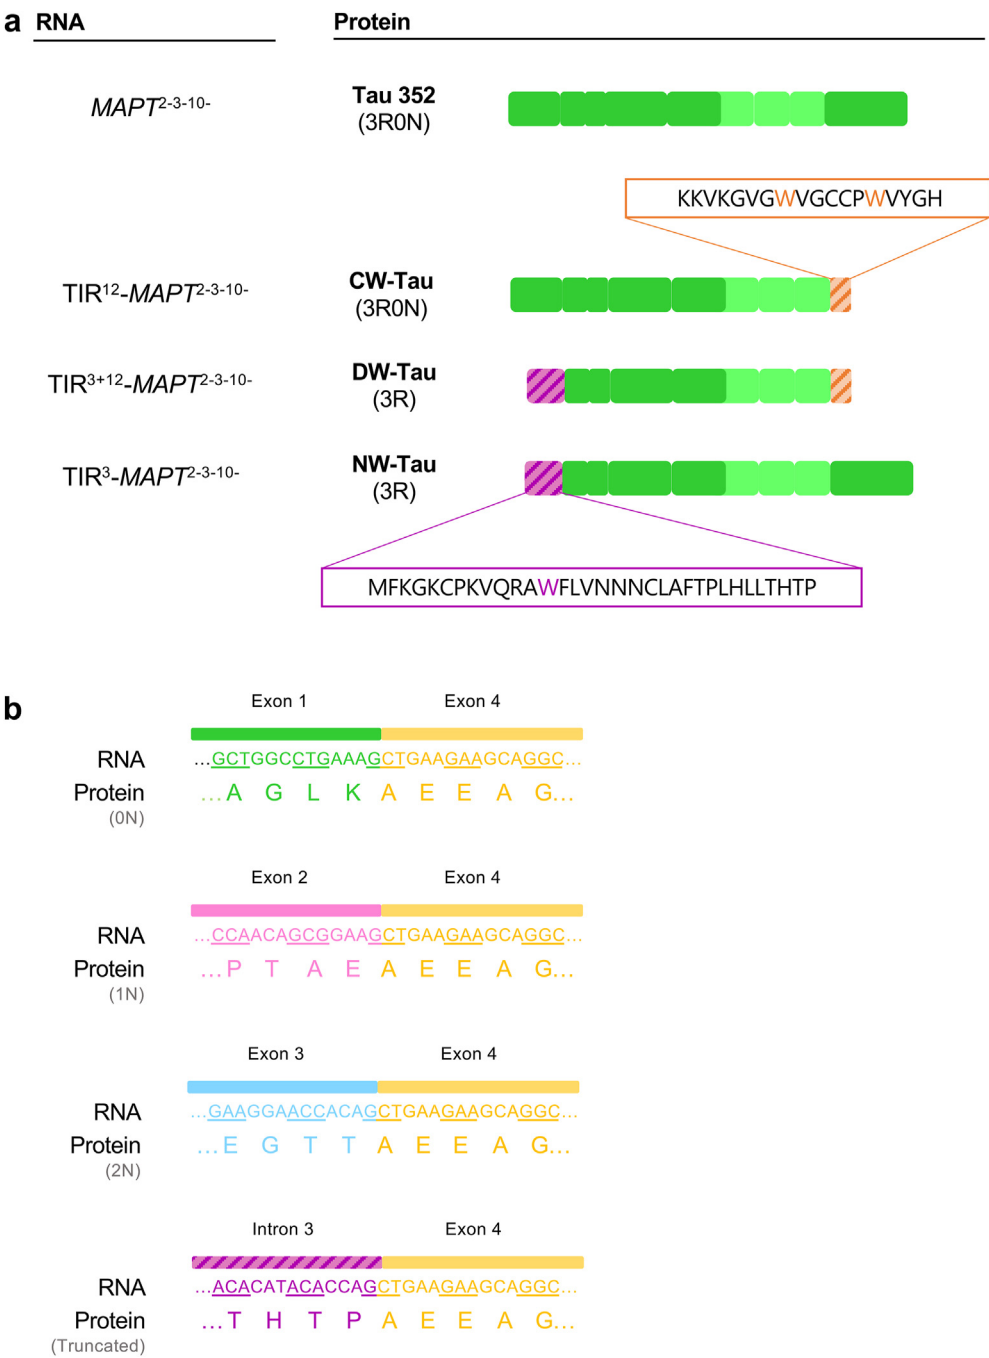 a RNA Protein
MAPT2-3-10- Tau 352
(3R0N)
KKVKGVGWVGCCPWVYGH
TIR12-MAPT2-3-10- CW-Tau
(3R0N)
TIR3+12-MAPT2-3-10- DW-Tau
(3R)
TIR3-MAPT2-3-10- NW-Tau
(3R)
MFKGKCPKVQRAWFLVNNNCLAFTPLHLLTHTP
b
Exon 1 Exon 4
RNA ...GCTGGCCTGAAAGCTGAAGAAGCAGGC...
Protein ...A G L K A E E A G...
(0N)
Exon 2 Exon 4
RNA ...CCAACAGCGGAAGCTGAAGAAGCAGGC...
Protein ...P T A E A E E A G...
(1N)
Exon 3 Exon 4
RNA ...GAAGGAACCACAGCTGAAGAAGCAGGC...
Protein ...E G T T A E E A G...
(2N)
Intron 3 Exon 4
RNA ...ACACATACACCAGCTGAAGAAGCAGGC...
Protein ...T H T P A E E A G...
(Truncated)